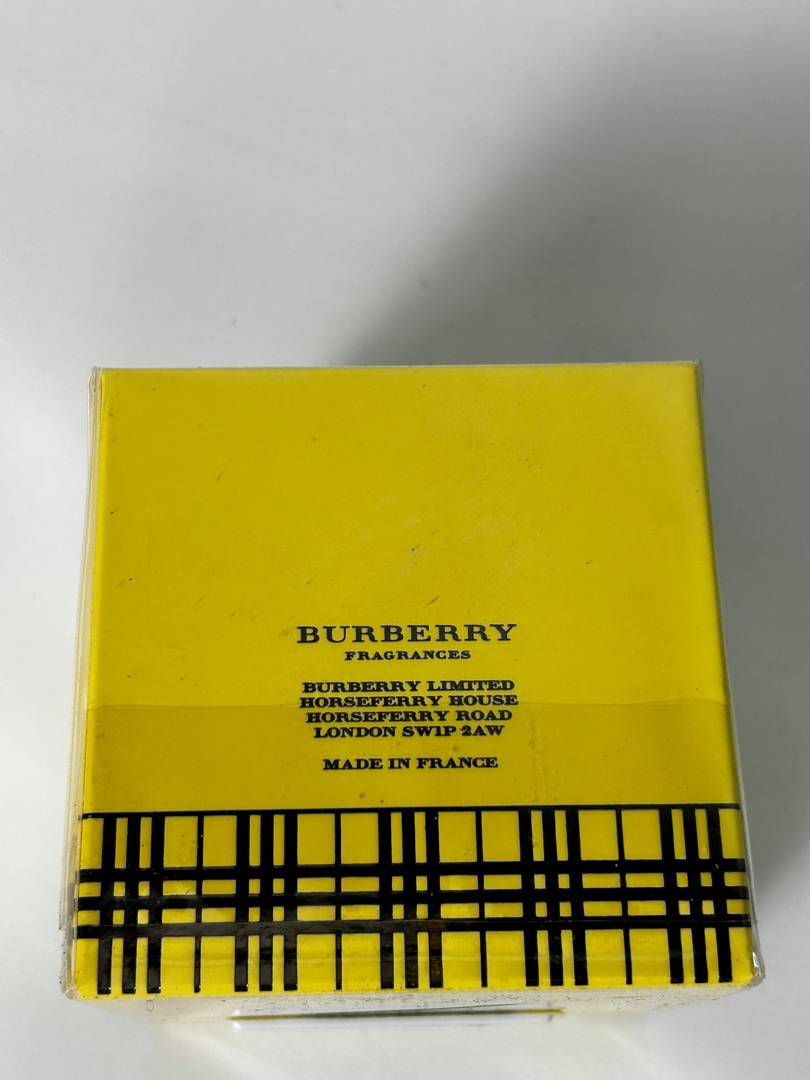 BURBERRY
FRAGRANCES
BURBERRY LIMITED
HORSEFERRY HOUSE
HORSEFERRY ROAD
LONDON SW1P 2AW
MADE IN FRANCE